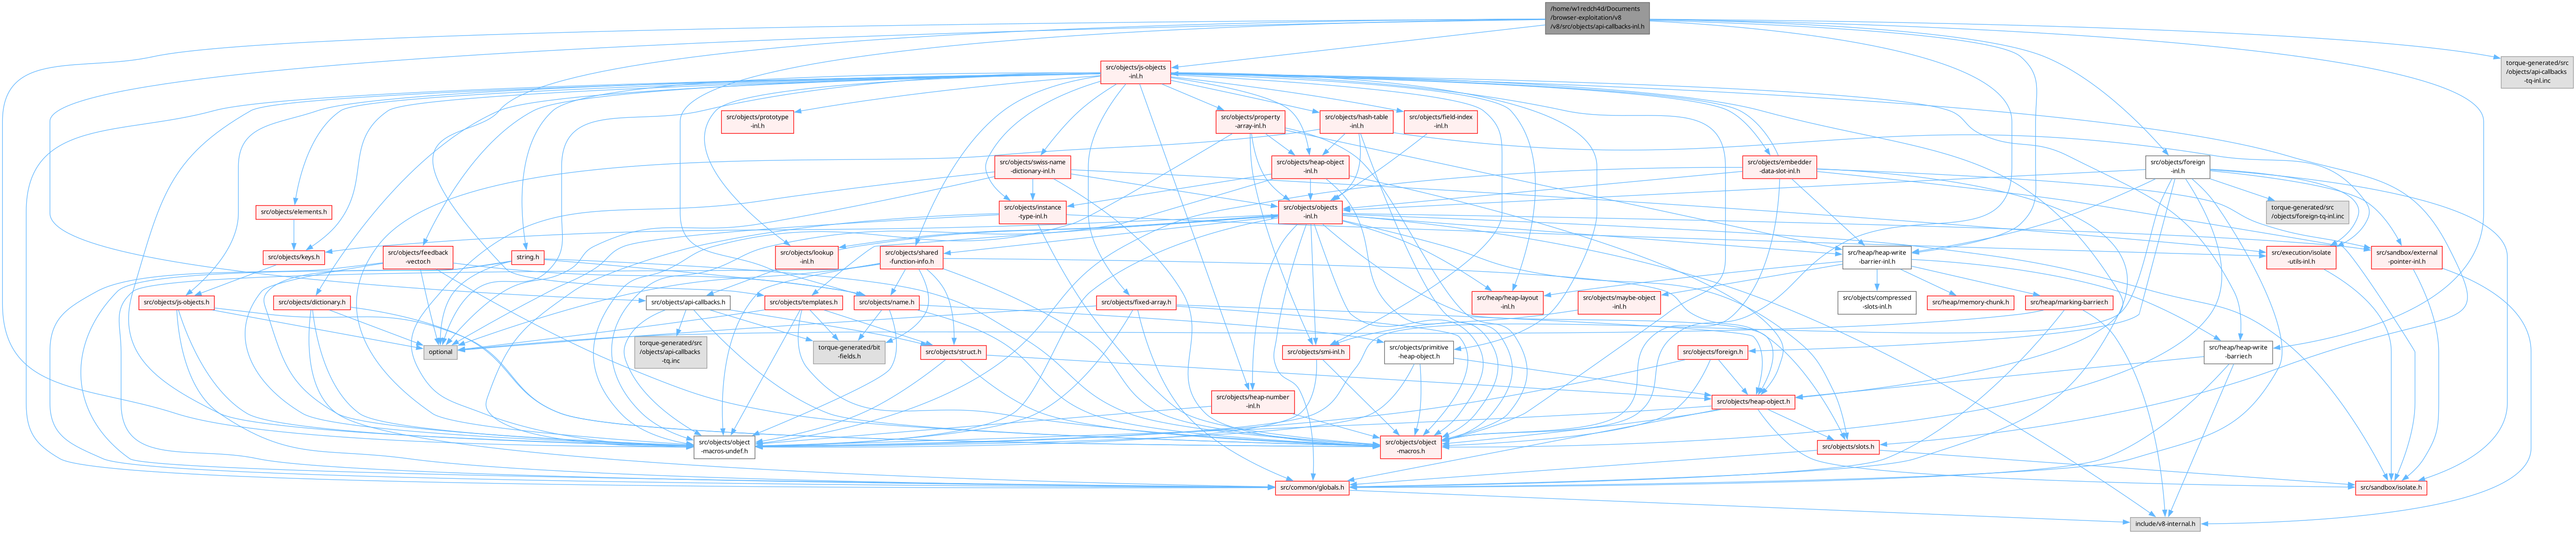 /home/w1redch4d/Documents
/browser-exploitation/v8
/v8/src/objects/api-callbacks-inl.h
src/objects/js-objects
-inl.h
torque-generated/src
/objects/api-callbacks
-tq-inl.inc
src/objects/prototype
-inl.h
src/objects/property
-array-inl.h
src/objects/hash-table
-inl.h
src/objects/field-index
-inl.h
src/objects/swiss-name
-dictionary-inl.h
src/objects/heap-object
-inl.h
src/objects/embedder
-data-slot-inl.h
src/objects/foreign
-inl.h
src/objects/elements.h
src/objects/instance
-type-inl.h
src/objects/objects
-inl.h
torque-generated/src
/objects/foreign-tq-inl.inc
src/objects/keys.h
src/objects/feedback
-vector.h
string.h
src/objects/lookup
-inl.h
src/objects/shared
-function-info.h
src/heap/heap-write
-barrier-inl.h
src/execution/isolate
-utils-inl.h
src/sandbox/external
-pointer-inl.h
src/objects/js-objects.h
src/objects/dictionary.h
src/objects/api-callbacks.h
src/objects/templates.h
src/objects/name.h
src/objects/fixed-array.h
src/heap/heap-layout
-inl.h
src/objects/maybe-object
-inl.h
src/objects/compressed
-slots-inl.h
src/heap/memory-chunk.h
src/heap/marking-barrier.h
optional
torque-generated/src
/objects/api-callbacks
-tq.inc
torque-generated/bit
-fields.h
src/objects/struct.h
src/objects/smi-inl.h
src/objects/primitive
-heap-object.h
src/objects/foreign.h
src/heap/heap-write
-barrier.h
src/objects/heap-number
-inl.h
src/objects/heap-object.h
src/objects/object
-macros-undef.h
src/objects/object
-macros.h
src/objects/slots.h
src/common/globals.h
src/sandbox/isolate.h
include/v8-internal.h